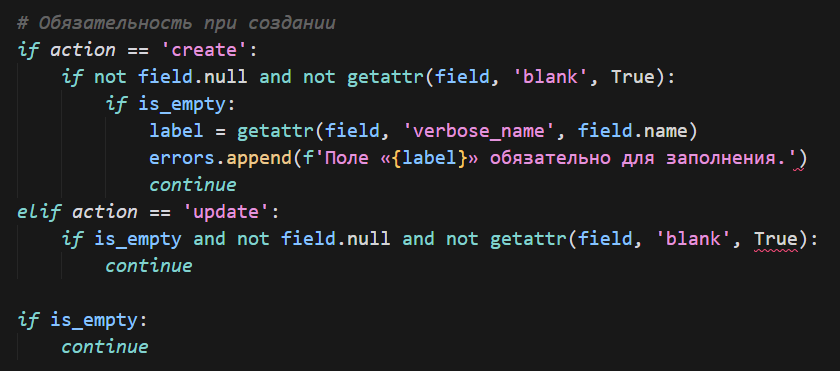 # Обязательность при создании
if action == 'create':
    if not field.null and not getattr(field, 'blank', True):
        if is_empty:
            label = getattr(field, 'verbose_name', field.name)
            errors.append(f'Поле «{label}» обязательно для заполнения.')
            continue
elif action == 'update':
    if is_empty and not field.null and not getattr(field, 'blank', True):
        continue

if is_empty:
    continue